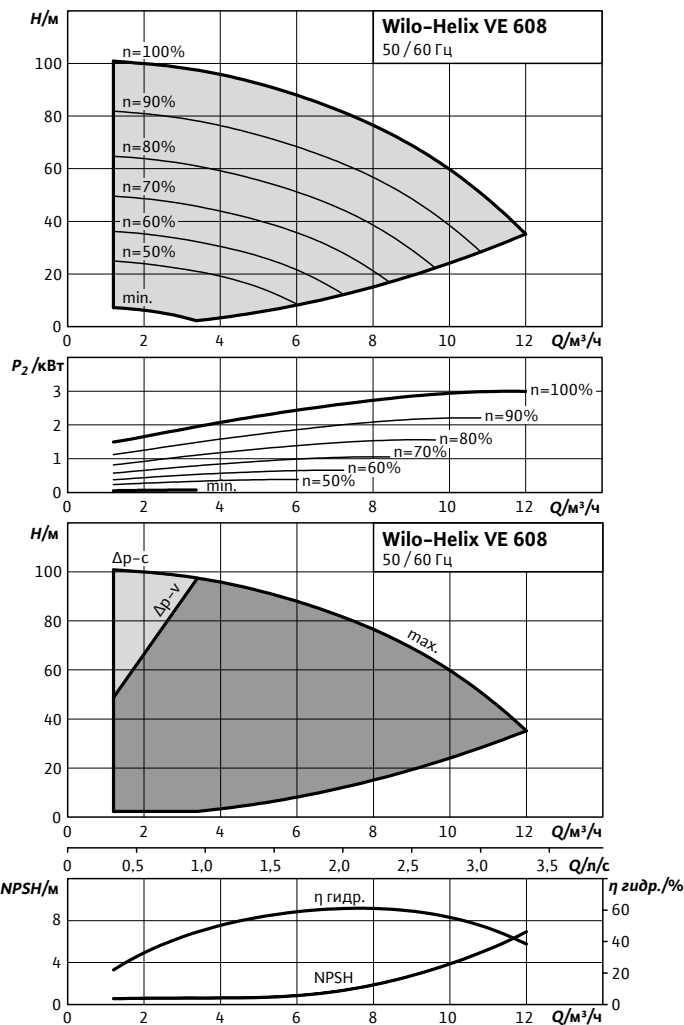 H/м
Wilo-Helix VE 608
50 / 60 Гц
n=100%
100
n=90%
80
n=80%
60
n=70%
40
n=60%
n=50%
20
min.
0
0 2 4 6 8 10 12 Q/м³/ч
P₂ /кВт
3
n=100%
n=90%
2
n=80%
n=70%
1
n=60%
n=50%
min.
0
0 2 4 6 8 10 12 Q/м³/ч
H/м
Wilo-Helix VE 608
50 / 60 Гц
Δp-c
100
Δp-v
80
max.
60
40
20
0
0 2 4 6 8 10 12 Q/м³/ч
0 0,5 1,0 1,5 2,0 2,5 3,0 3,5 Q/л/с
NPSH/м
η гидр./%
η гидр.
8
60
40
4
NPSH
20
0
0
0 2 4 6 8 10 12 Q/м³/ч